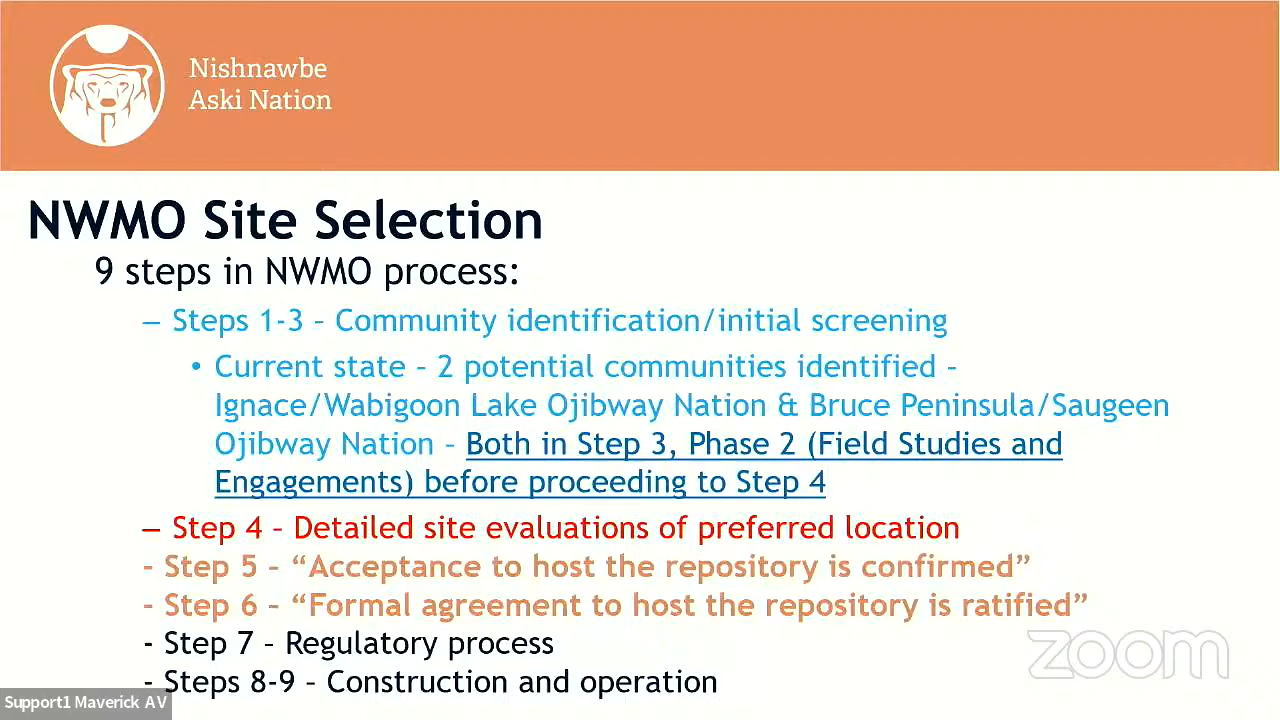 Nishnawbe
Aski Nation
NWMO Site Selection
9 steps in NWMO process:
– Steps 1-3 – Community identification/initial screening
• Current state – 2 potential communities identified –
Ignace/Wabigoon Lake Ojibway Nation & Bruce Peninsula/Saugeen
Ojibway Nation – Both in Step 3, Phase 2 (Field Studies and
Engagements) before proceeding to Step 4
– Step 4 – Detailed site evaluations of preferred location
- Step 5 – “Acceptance to host the repository is confirmed”
- Step 6 – “Formal agreement to host the repository is ratified”
- Step 7 – Regulatory process
- Steps 8-9 – Construction and operation
zoom
Support1 Maverick AV